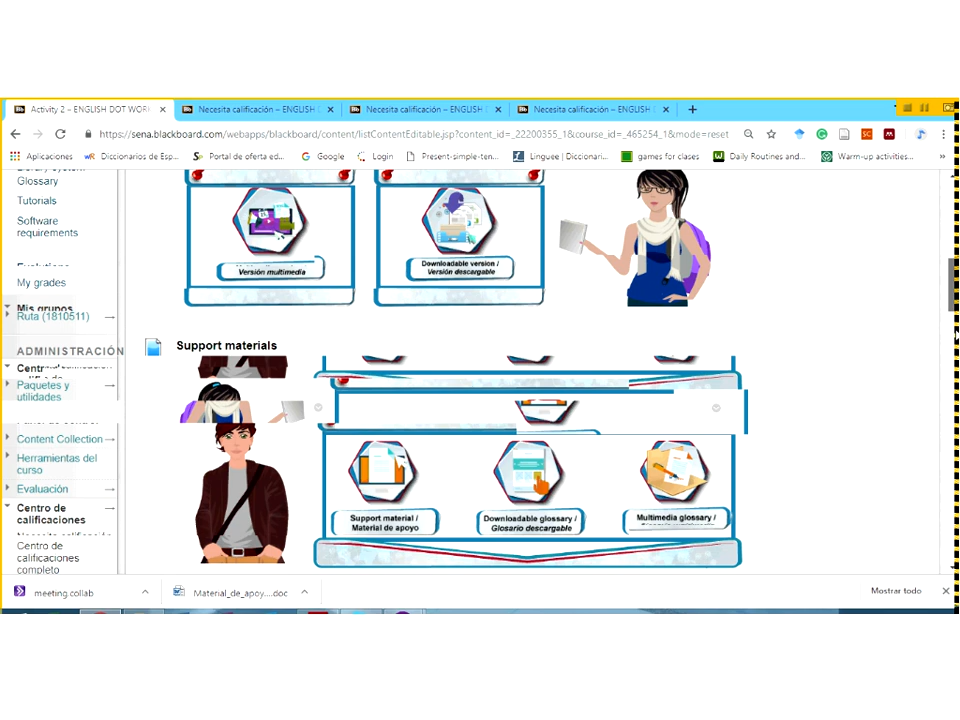 Activity 2 – ENGLISH DOT WOR
Necesita calificación – ENGLISH
Necesita calificación – ENGLISH
Necesita calificación – ENGLISH
https://sena.blackboard.com/webapps/blackboard/content/listContentEditable.jsp?content_id=_22200355_1&course_id=_465254_1&mode=reset
Aplicaciones
Diccionarios de Esp...
Portal de oferta ed...
Google
Login
Present-simple-ten...
Linguee | Diccionari...
games for clases
Daily Routines and...
Warm-up activities...
Glossary
Tutorials
Software
requirements
My grades
Mis grupos
Ruta (1810511)
ADMINISTRACIÓN
Paquetes y
utilidades
Content Collection
Herramientas del
curso
Evaluación
Centro de
calificaciones
Centro de
calificaciones
completo
Versión multimedia
Downloadable version /
Versión descargable
Support materials
Support material /
Material de apoyo
Downloadable glossary /
Glosario descargable
Multimedia glossary /
meeting.collab
Material_de_apoy....doc
Mostrar todo